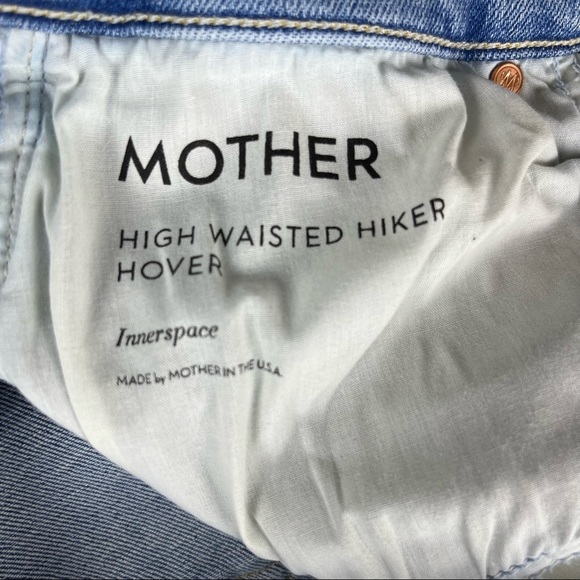 MOTHER
HIGH WAISTED HIKER
HOVER
Innerspace
MADE by MOTHER IN THE U.S.A.